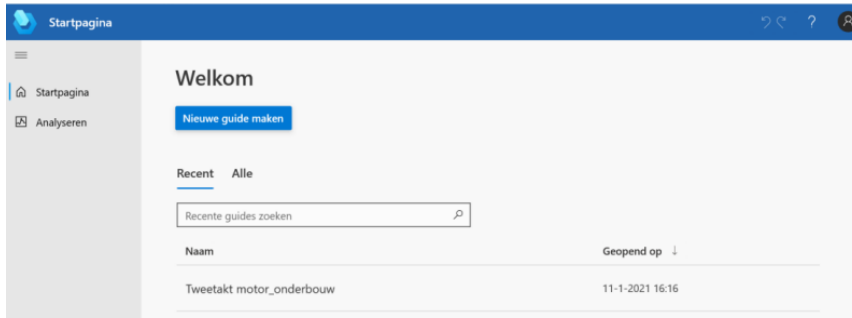 Startpagina
?
Startpagina
Analyseren
Welkom
Nieuwe guide maken
Recent Alle
Recente guides zoeken
Naam Geopend op ↓
Tweetakt motor_onderbouw 11-1-2021 16:16